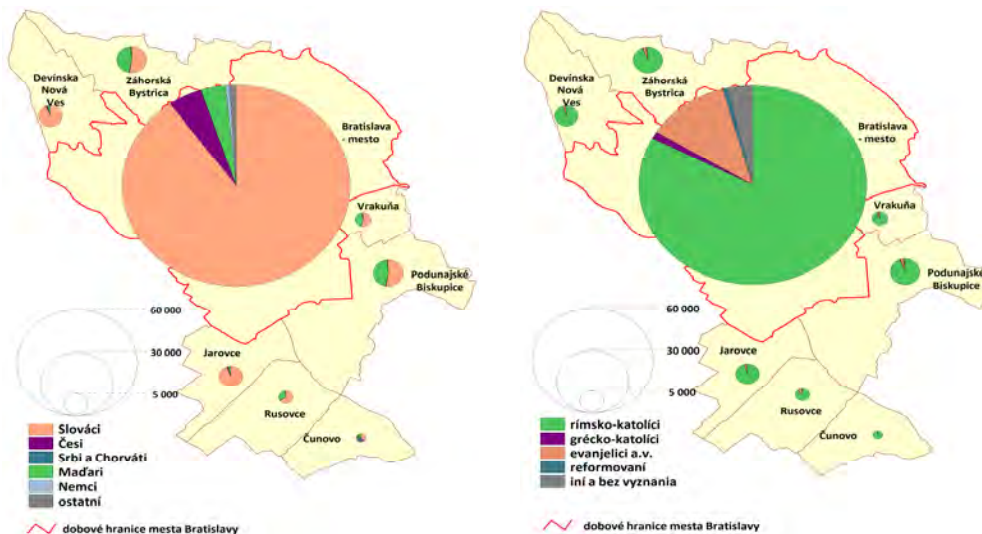 Devínska
Nová
Ves
Záhorská
Bystrica
Bratislava
- mesto
Vrakuňa
Podunajské
Biskupice
60 000
30 000
5 000
Jarovce
Rusovce
Čunovo
Slováci
Česi
Srbi a Chorváti
Maďari
Nemci
ostatní
dobové hranice mesta Bratislavy
Devínska
Nová
Ves
Záhorská
Bystrica
Bratislava
- mesto
Vrakuňa
Podunajské
Biskupice
60 000
30 000
5 000
Jarovce
Rusovce
Čunovo
rímsko-katolíci
grécko-katolíci
evanjelici a.v.
reformovaní
iní a bez vyznania
dobové hranice mesta Bratislavy